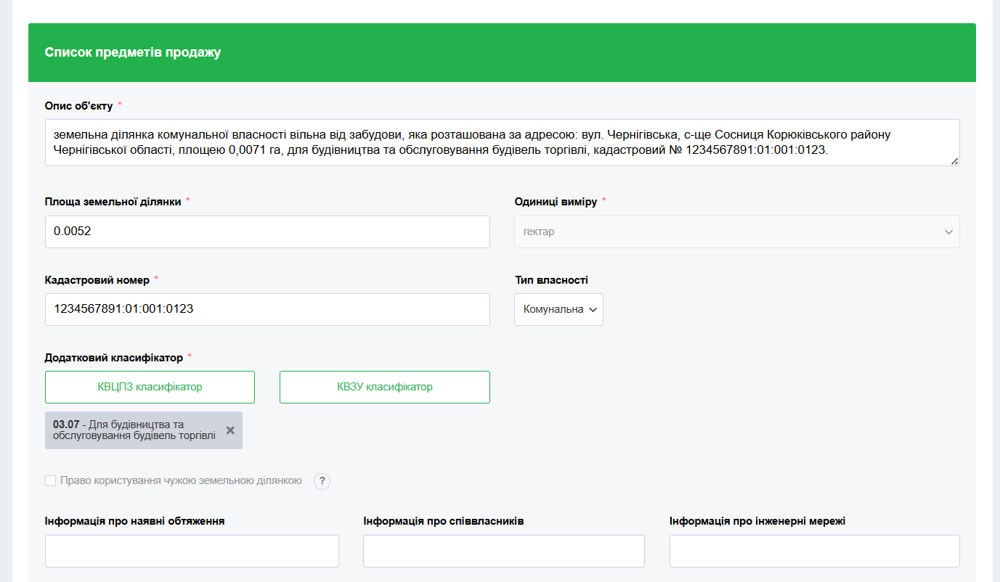 Список предметів продажу
Опис об'єкту *
земельна ділянка комунальної власності вільна від забудови, яка розташована за адресою: вул. Чернігівська, с-ще Сосниця Корюківського району
Чернігівської області, площею 0,0071 га, для будівництва та обслуговування будівель торгівлі, кадастровий № 1234567891:01:001:0123.
Площа земельної ділянки *
Одиниці виміру *
0.0052
гектар
Кадастровий номер *
Тип власності
1234567891:01:001:0123
Комунальна
Додатковий класифікатор *
КВЦПЗ класифікатор
КВЗУ класифікатор
03.07 - Для будівництва та
обслуговування будівель торгівлі
Право користування чужою земельною ділянкою ?
Інформація про наявні обтяження
Інформація про співвласників
Інформація про інженерні мережі